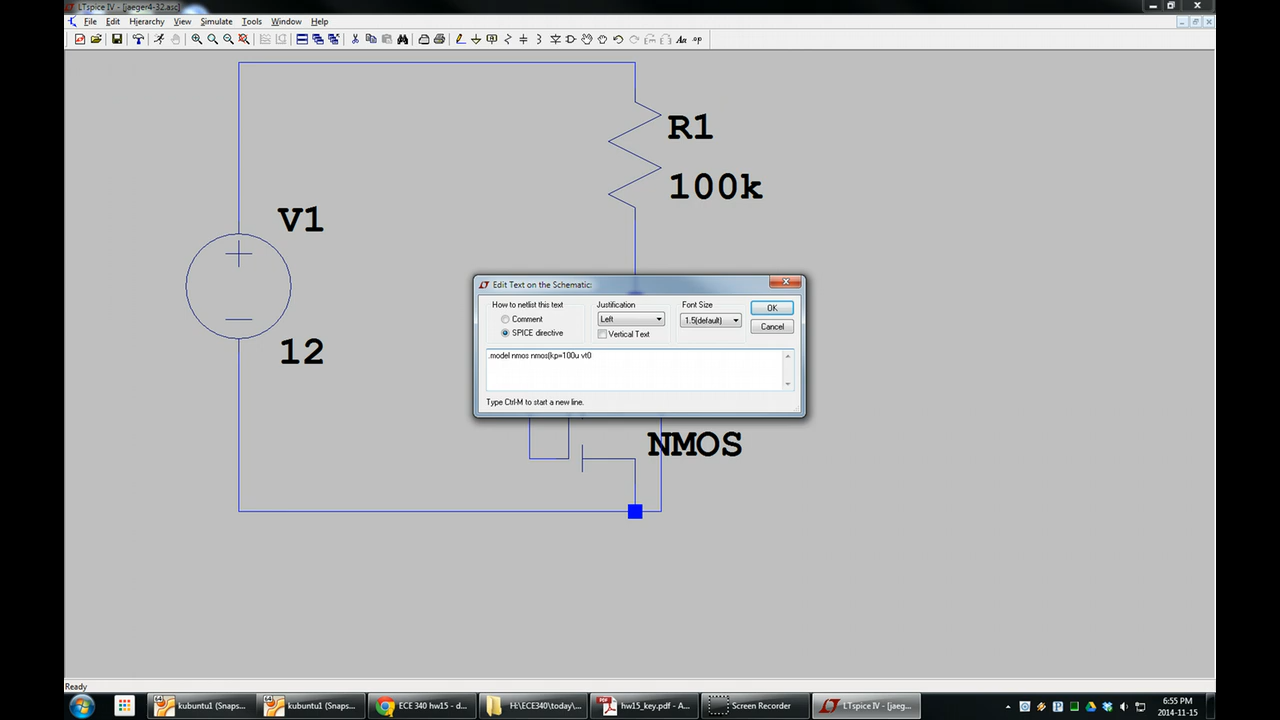 LTspice IV - [jaeger4-32.asc]
File Edit Hierarchy View Simulate Tools Window Help
R1
100k
V1
12
Edit Text on the Schematic:
How to netlist this text
Justification
Font Size
Comment
SPICE directive
Left
Vertical Text
1.5(default)
OK
Cancel
.model nmos nmos(kp=100u vt0
Type Ctrl-M to start a new line.
NMOS
Ready
kubuntu1 (Snaps...
kubuntu1 (Snaps...
ECE 340 hw15 - d...
H:\ECE340\today\...
hw15_key.pdf - A...
Screen Recorder
LTspice IV - [jaeg...
6:55 PM
2014-11-15